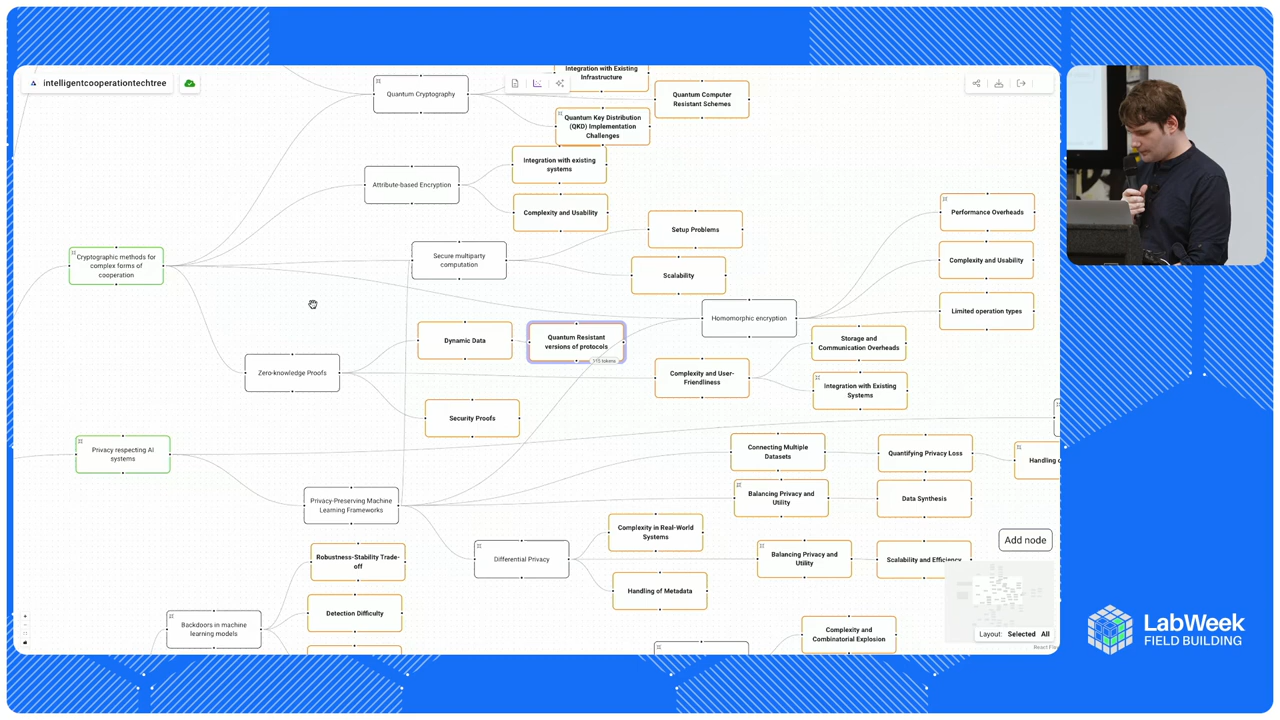 intelligentcooperationtechtree
Quantum Cryptography
Integration with Existing
Infrastructure
Quantum Computer
Resistant Schemes
Quantum Key Distribution
(QKD) Implementation
Challenges
Attribute-based Encryption
Integration with existing
systems
Complexity and Usability
Cryptographic methods for
complex forms of
cooperation
Secure multiparty
computation
Setup Problems
Scalability
Performance Overheads
Complexity and Usability
Limited operation types
Homomorphic encryption
Dynamic Data
Quantum Resistant
versions of protocols
115 tokens
Storage and
Communication Overheads
Zero-knowledge Proofs
Complexity and User-
Friendliness
Integration with Existing
Systems
Security Proofs
Privacy respecting AI
systems
Connecting Multiple
Datasets
Quantifying Privacy Loss
Handling
Privacy-Preserving Machine
Learning Frameworks
Balancing Privacy and
Utility
Data Synthesis
Complexity in Real-World
Systems
Differential Privacy
Balancing Privacy and
Utility
Scalability and Efficiency
Handling of Metadata
Add node
Robustness-Stability Trade-
off
Detection Difficulty
Backdoors in machine
learning models
Complexity and
Combinatorial Explosion
Layout: Selected All
React Flo
LabWeek
FIELD BUILDING